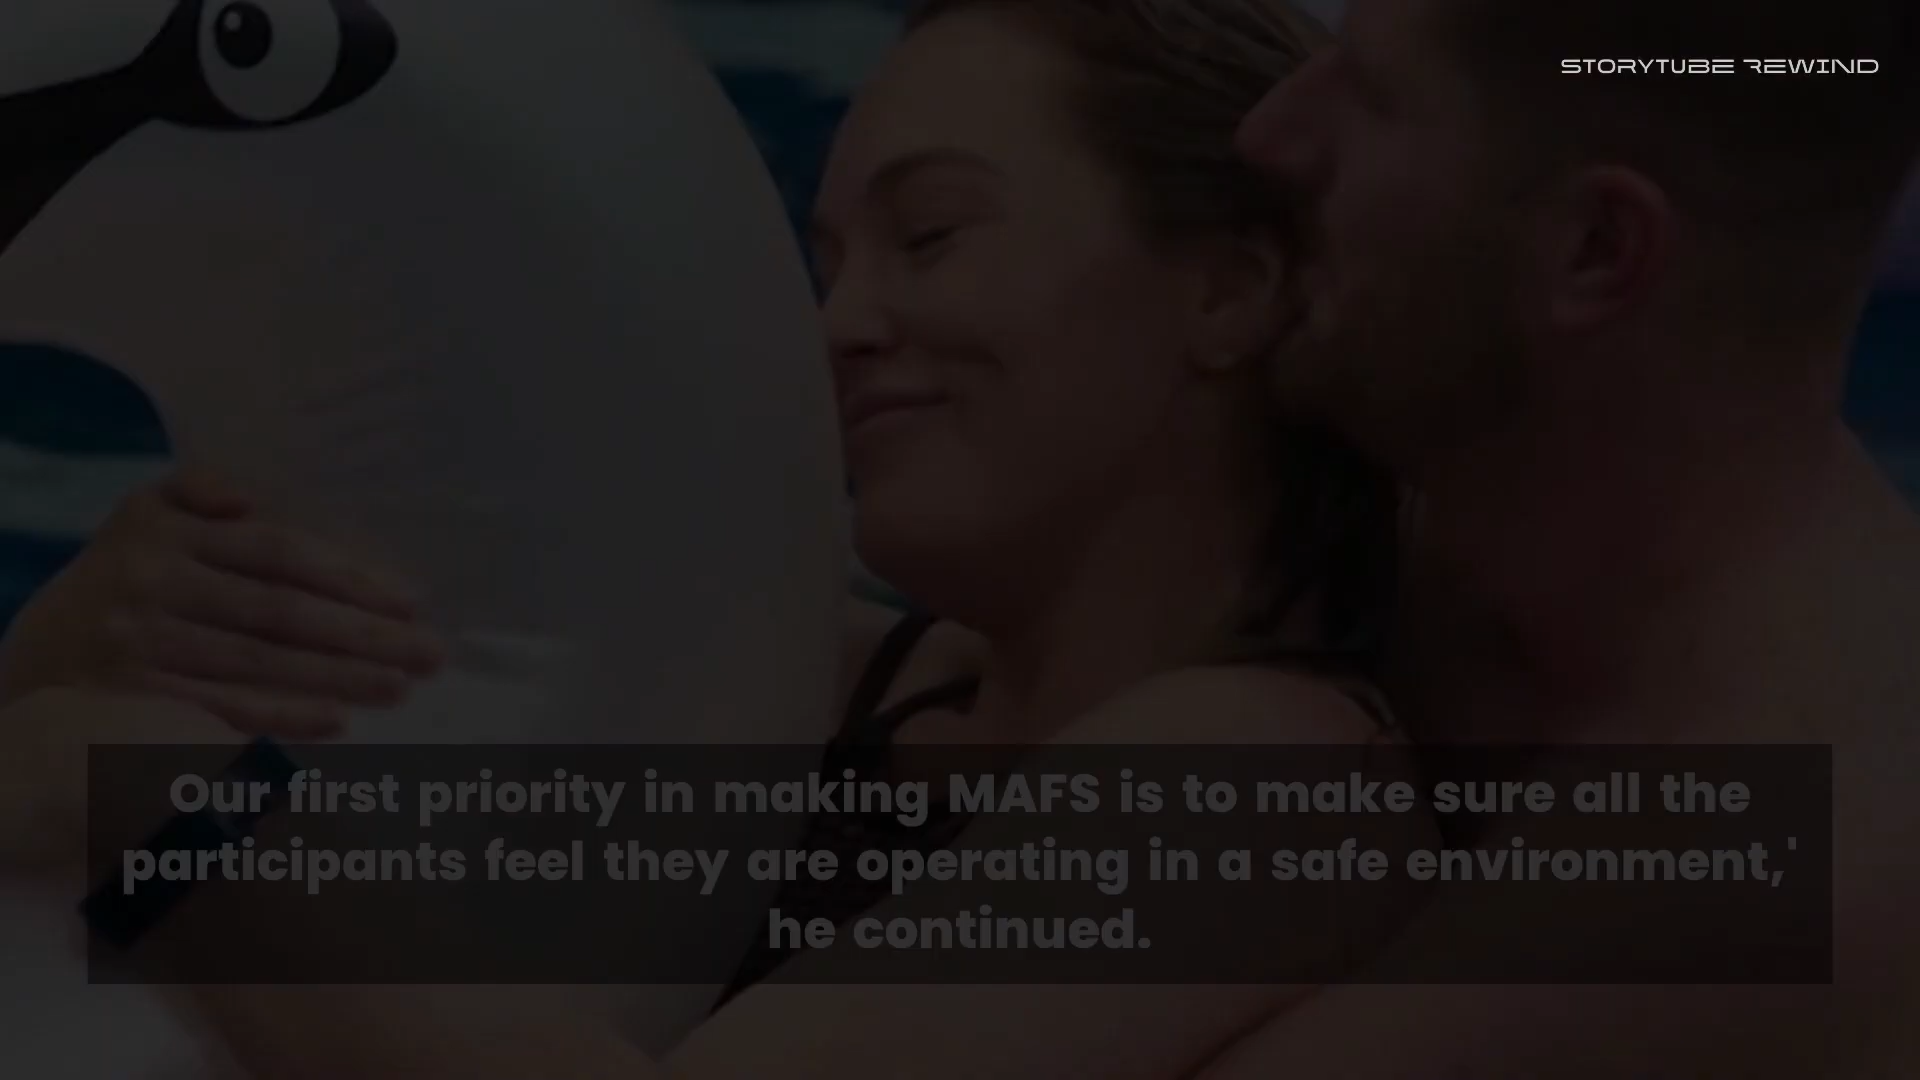 STORYTUBE REWIND
Our first priority in making MAFS is to make sure all the
participants feel they are operating in a safe environment,'
he continued.